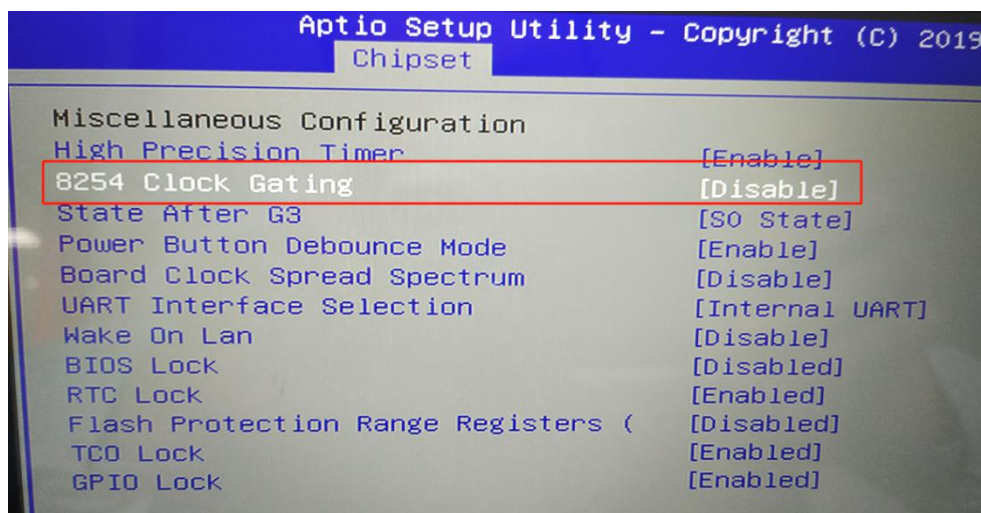 Aptio Setup Utility - Copyright (C) 2019
Chipset
Miscellaneous Configuration
High Precision Timer [Enable]
8254 Clock Gating [Disable]
State After G3 [S0 State]
Power Button Debounce Mode [Enable]
Board Clock Spread Spectrum [Disable]
UART Interface Selection [Internal UART]
Wake On Lan [Disable]
BIOS Lock [Disabled]
RTC Lock [Enabled]
Flash Protection Range Registers ( [Disabled]
TCO Lock [Enabled]
GPIO Lock [Enabled]